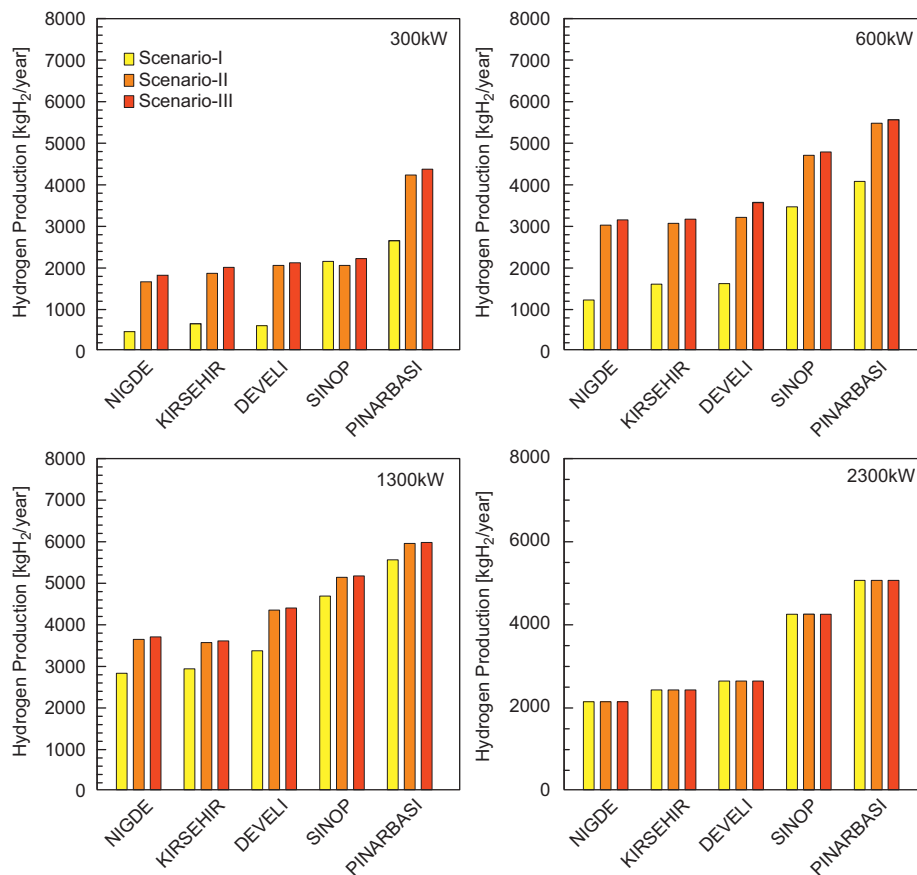 8000
300kW
7000
Scenario-I
6000
Scenario-II
Scenario-III
5000
4000
3000
2000
1000
0
Hydrogen Production [kgH₂/year]
NIGDE
KIRSEHIR
DEVELI
SINOP
PINARBASI
8000
600kW
7000
6000
5000
4000
3000
2000
1000
0
Hydrogen Production [kgH₂/year]
NIGDE
KIRSEHIR
DEVELI
SINOP
PINARBASI
8000
1300kW
7000
6000
5000
4000
3000
2000
1000
0
Hydrogen Production [kgH₂/year]
NIGDE
KIRSEHIR
DEVELI
SINOP
PINARBASI
8000
2300kW
6000
4000
2000
0
Hydrogen Production [kgH₂/year]
NIGDE
KIRSEHIR
DEVELI
SINOP
PINARBASI